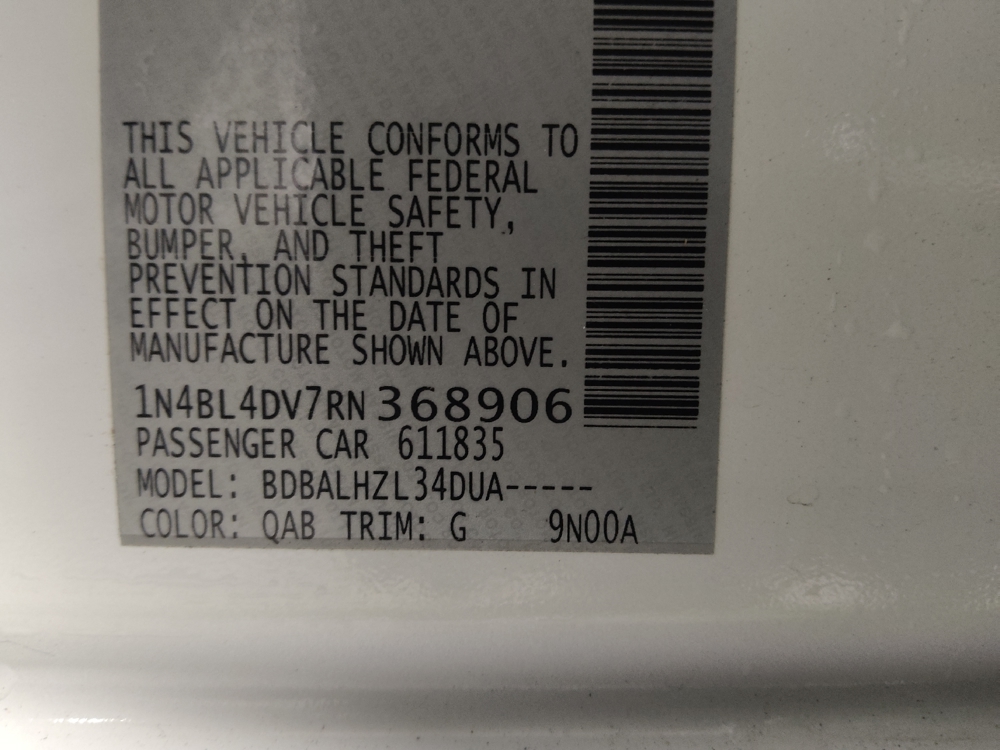 THIS VEHICLE CONFORMS TO
ALL APPLICABLE FEDERAL
MOTOR VEHICLE SAFETY,
BUMPER, AND THEFT
PREVENTION STANDARDS IN
EFFECT ON THE DATE OF
MANUFACTURE SHOWN ABOVE.
1N4BL4DV7RN368906
PASSENGER CAR 611835
MODEL: BDBALHZL34DUA-----
COLOR: QAB TRIM: G 9N00A